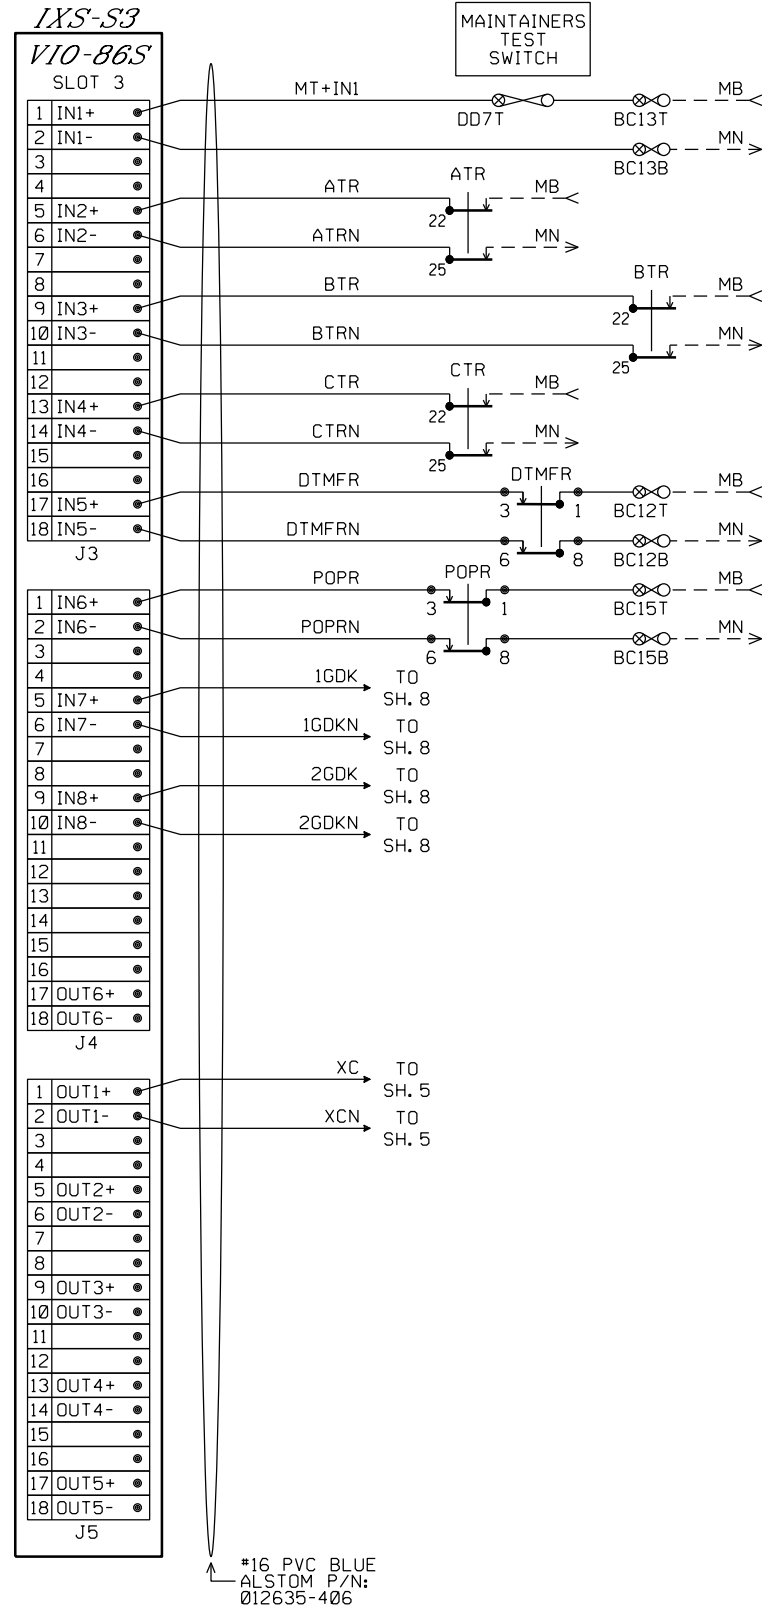 IXS-S3
VIO-86S
SLOT 3
MAINTAINERS
TEST
SWITCH
1 IN1+
MT+IN1
DD7T
BC13T
MB
2 IN1-
BC13B
MN
3
4
5 IN2+
ATR
ATR
22
MB
6 IN2-
ATRN
25
MN
7
8
9 IN3+
BTR
BTR
22
MB
10 IN3-
BTRN
25
MN
11
12
13 IN4+
CTR
CTR
22
MB
14 IN4-
CTRN
25
MN
15
16
17 IN5+
DTMFR
DTMFR
3
1
BC12T
MB
18 IN5-
DTMFRN
6
8
BC12B
MN
J3
1 IN6+
POPR
POPR
3
1
BC15T
MB
2 IN6-
POPRN
6
8
BC15B
MN
3
4
5 IN7+
1GDK
TO
SH.8
6 IN7-
1GDKN
TO
SH.8
7
8
9 IN8+
2GDK
TO
SH.8
10 IN8-
2GDKN
TO
SH.8
11
12
13
14
15
16
17 OUT6+
18 OUT6-
J4
1 OUT1+
XC
TO
SH.5
2 OUT1-
XCN
TO
SH.5
3
4
5 OUT2+
6 OUT2-
7
8
9 OUT3+
10 OUT3-
11
12
13 OUT4+
14 OUT4-
15
16
17 OUT5+
18 OUT5-
J5
#16 PVC BLUE
ALSTOM P/N:
012635-406